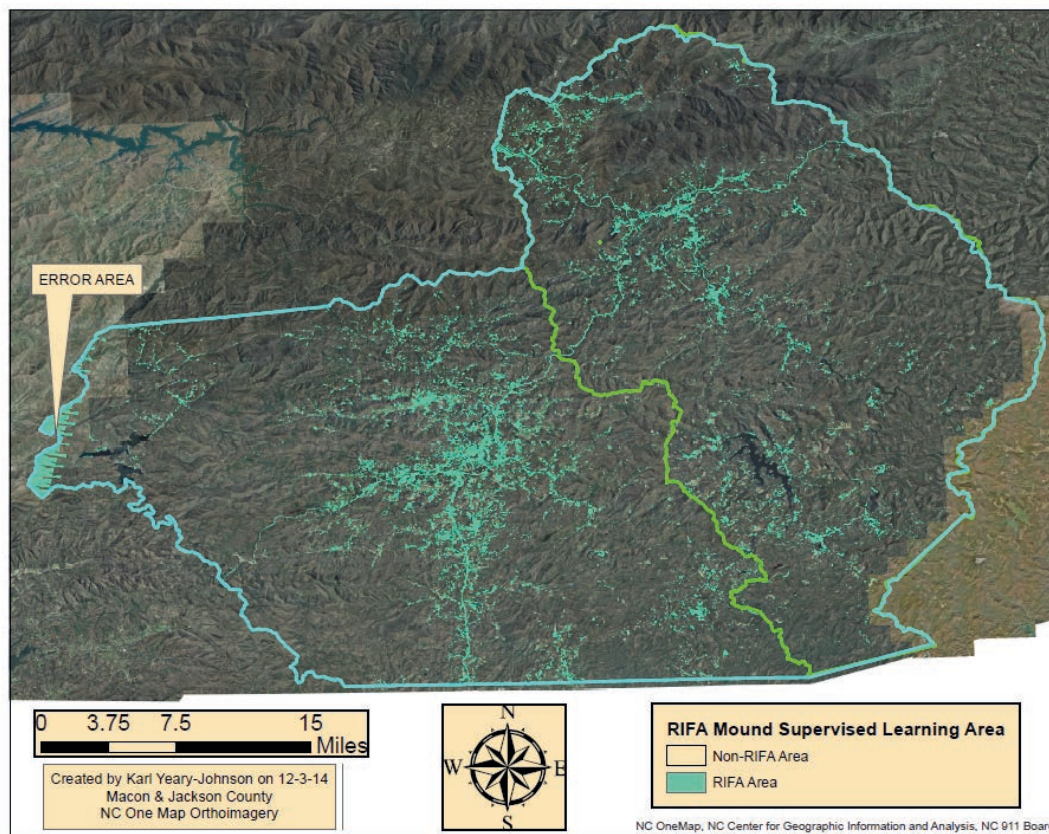 ERROR AREA
0 3.75 7.5 15
Miles
Created by Karl Yeary-Johnson on 12-3-14
Macon & Jackson County
NC One Map Orthoimagery
N
W E
S
RIFA Mound Supervised Learning Area
Non-RIFA Area
RIFA Area
NC OneMap, NC Center for Geographic Information and Analysis, NC 911 Boar